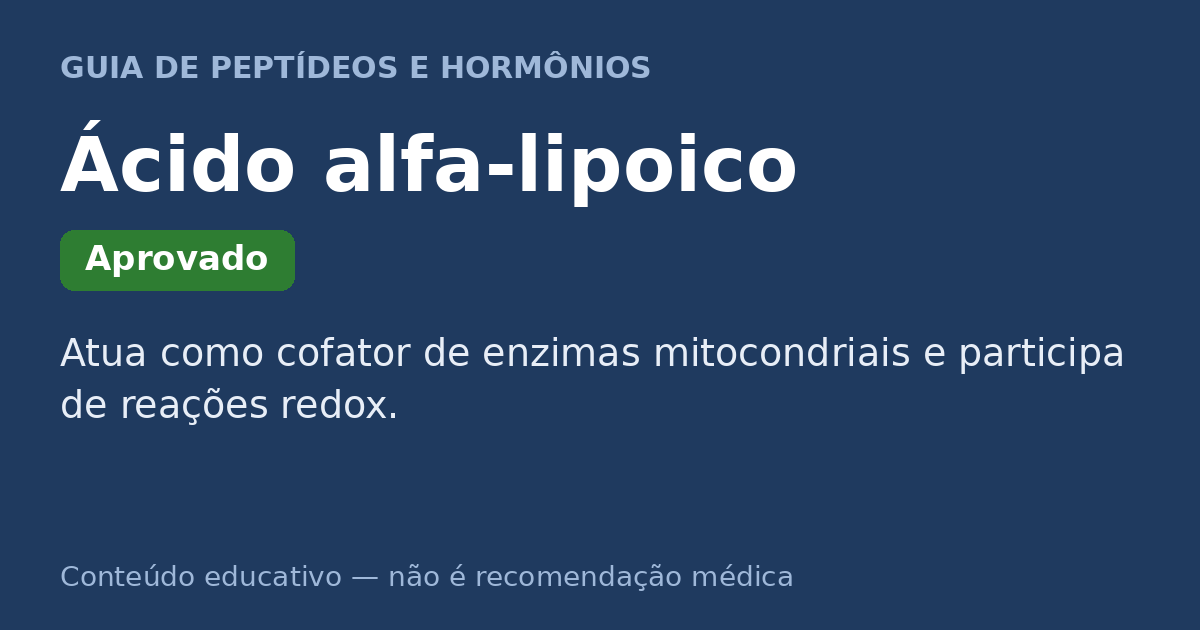 GUIA DE PEPTÍDEOS E HORMÔNIOS
Ácido alfa-lipoico
Aprovado
Atua como cofator de enzimas mitocondriais e participa
de reações redox.
Conteúdo educativo — não é recomendação médica